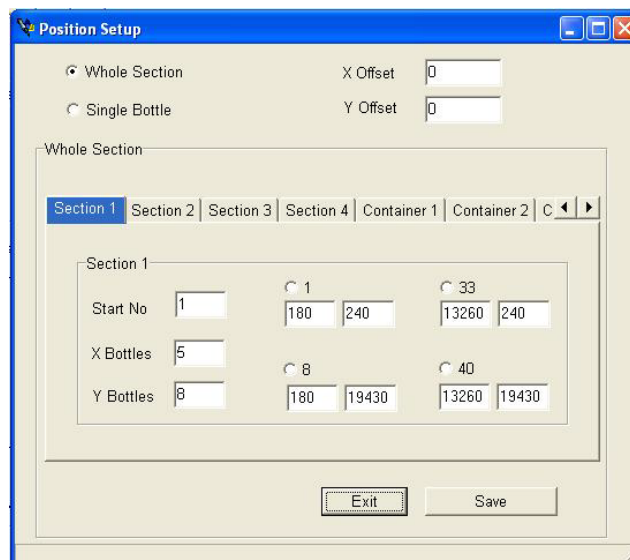 Position Setup
Whole Section X Offset 0
Single Bottle Y Offset 0
Whole Section
Section 1 Section 2 Section 3 Section 4 Container 1 Container 2 C
Section 1
1 33
Start No 1 180 240 13260 240
X Bottles 5
8 40
Y Bottles 8 180 19430 13260 19430
Exit Save